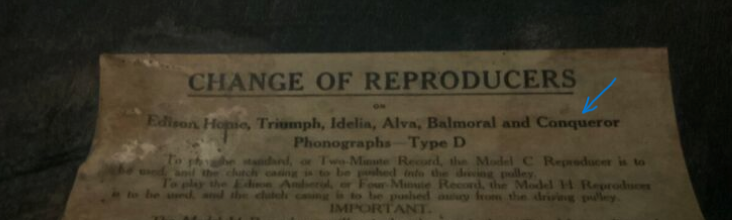 CHANGE OF REPRODUCERS
ON
Edison Home, Triumph, Idelia, Alva, Balmoral and Conqueror
Phonographs—Type D
To play the standard, or Two-Minute Record, the Model C Reproducer is to
be used, and the clutch casing is to be pushed into the driving pulley.
To play the Edison Amberol, or Four-Minute Record, the Model H Reproducer
is to be used, and the clutch casing is to be pushed away from the driving pulley.
IMPORTANT.